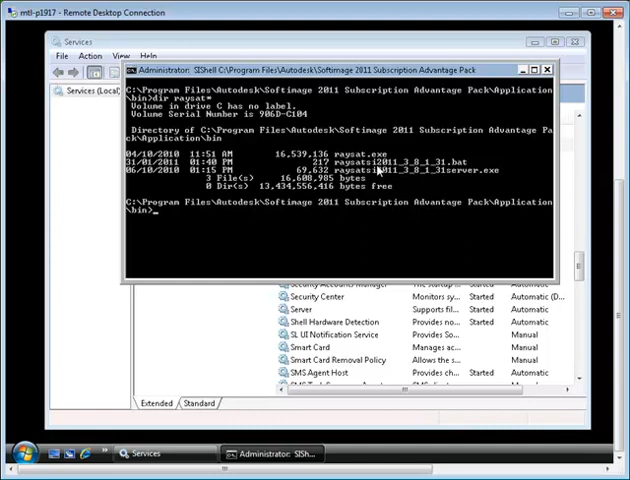 mtl-p1917 - Remote Desktop Connection
Services
File Action View Help
Services (Local)
Administrator: SIShell C:\Program Files\Autodesk\Softimage 2011 Subscription Advantage Pack
C:\Program Files\Autodesk\Softimage 2011 Subscription Advantage Pack\Application
\bin>dir raysat*
Volume in drive C has no label.
Volume Serial Number is 906D-C104
Directory of C:\Program Files\Autodesk\Softimage 2011 Subscription Advantage Pa
ck\Application\bin
04/10/2010 11:51 AM 16,539,136 raysat.exe
31/01/2011 01:40 PM 217 raysatsi2011_3_8_1_31.bat
06/10/2010 01:15 PM 69,632 raysatsi2011_3_8_1_31server.exe
3 File(s) 16,608,985 bytes
0 Dir(s) 13,434,556,416 bytes free
C:\Program Files\Autodesk\Softimage 2011 Subscription Advantage Pack\Application
\bin>_
Security Accounts Manager The startup ... Started Automatic
Security Center Monitors sy... Started Automatic (D...
Server Supports fil... Started Automatic
Shell Hardware Detection Provides no... Started Automatic
SL UI Notification Service Provides so... Manual
Smart Card Manages ac... Manual
Smart Card Removal Policy Allows the s... Manual
SMS Agent Host Provides c... Started Automatic
Extended Standard
Services
Administrator: SISh...